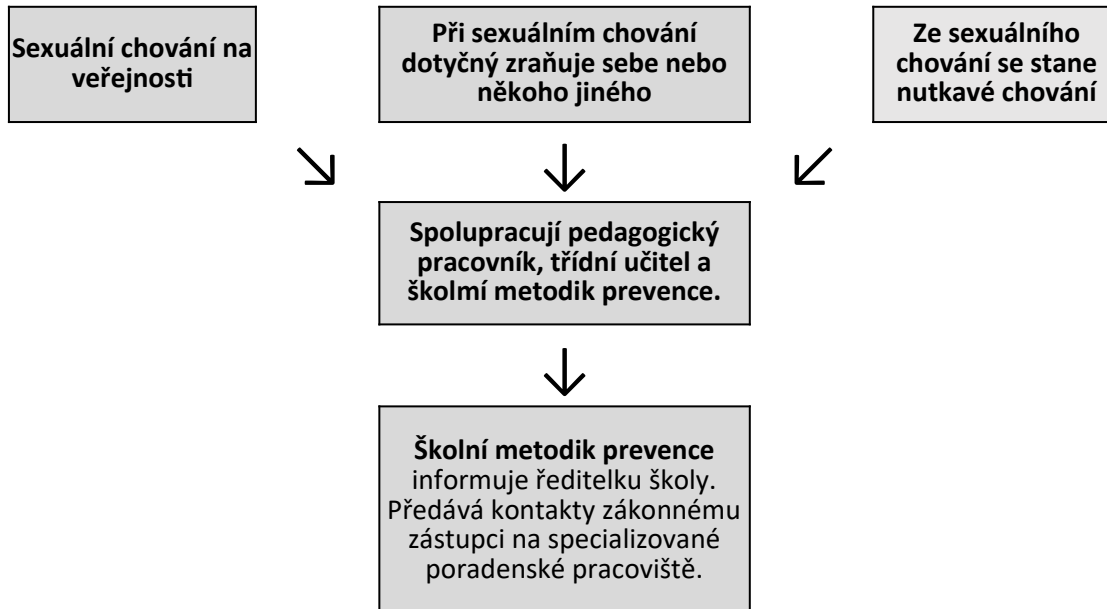 Sexuální chování na
veřejnosti
Při sexuálním chování
dotyčný zraňuje sebe nebo
někoho jiného
Ze sexuálního
chování se stane
nutkavé chování
Spolupracují pedagogický
pracovník, třídní učitel a
školmí metodik prevence.
Školní metodik prevence
informuje ředitelku školy.
Předává kontakty zákonnému
zástupci na specializované
poradenské pracoviště.